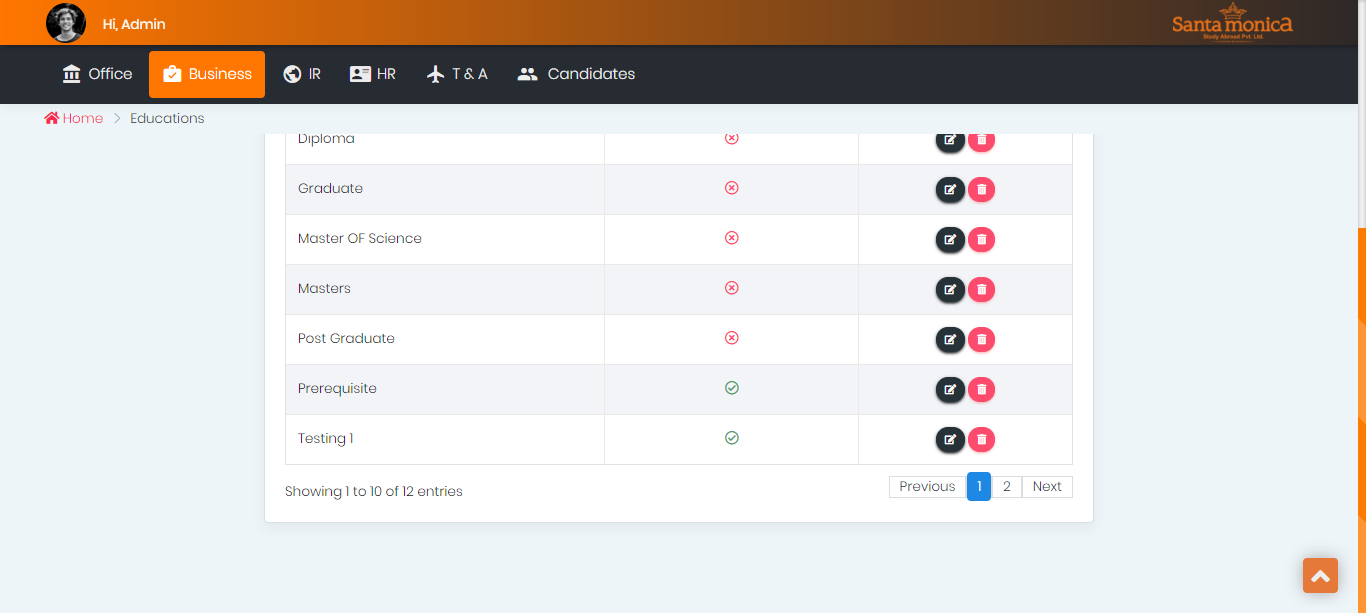 Hi, Admin
Santa monica
Study Abroad Pvt. Ltd.
Office Business IR HR T & A Candidates
Home > Educations
Diploma
Graduate
Master OF Science
Masters
Post Graduate
Prerequisite
Testing 1
Showing 1 to 10 of 12 entries
Previous 1 2 Next